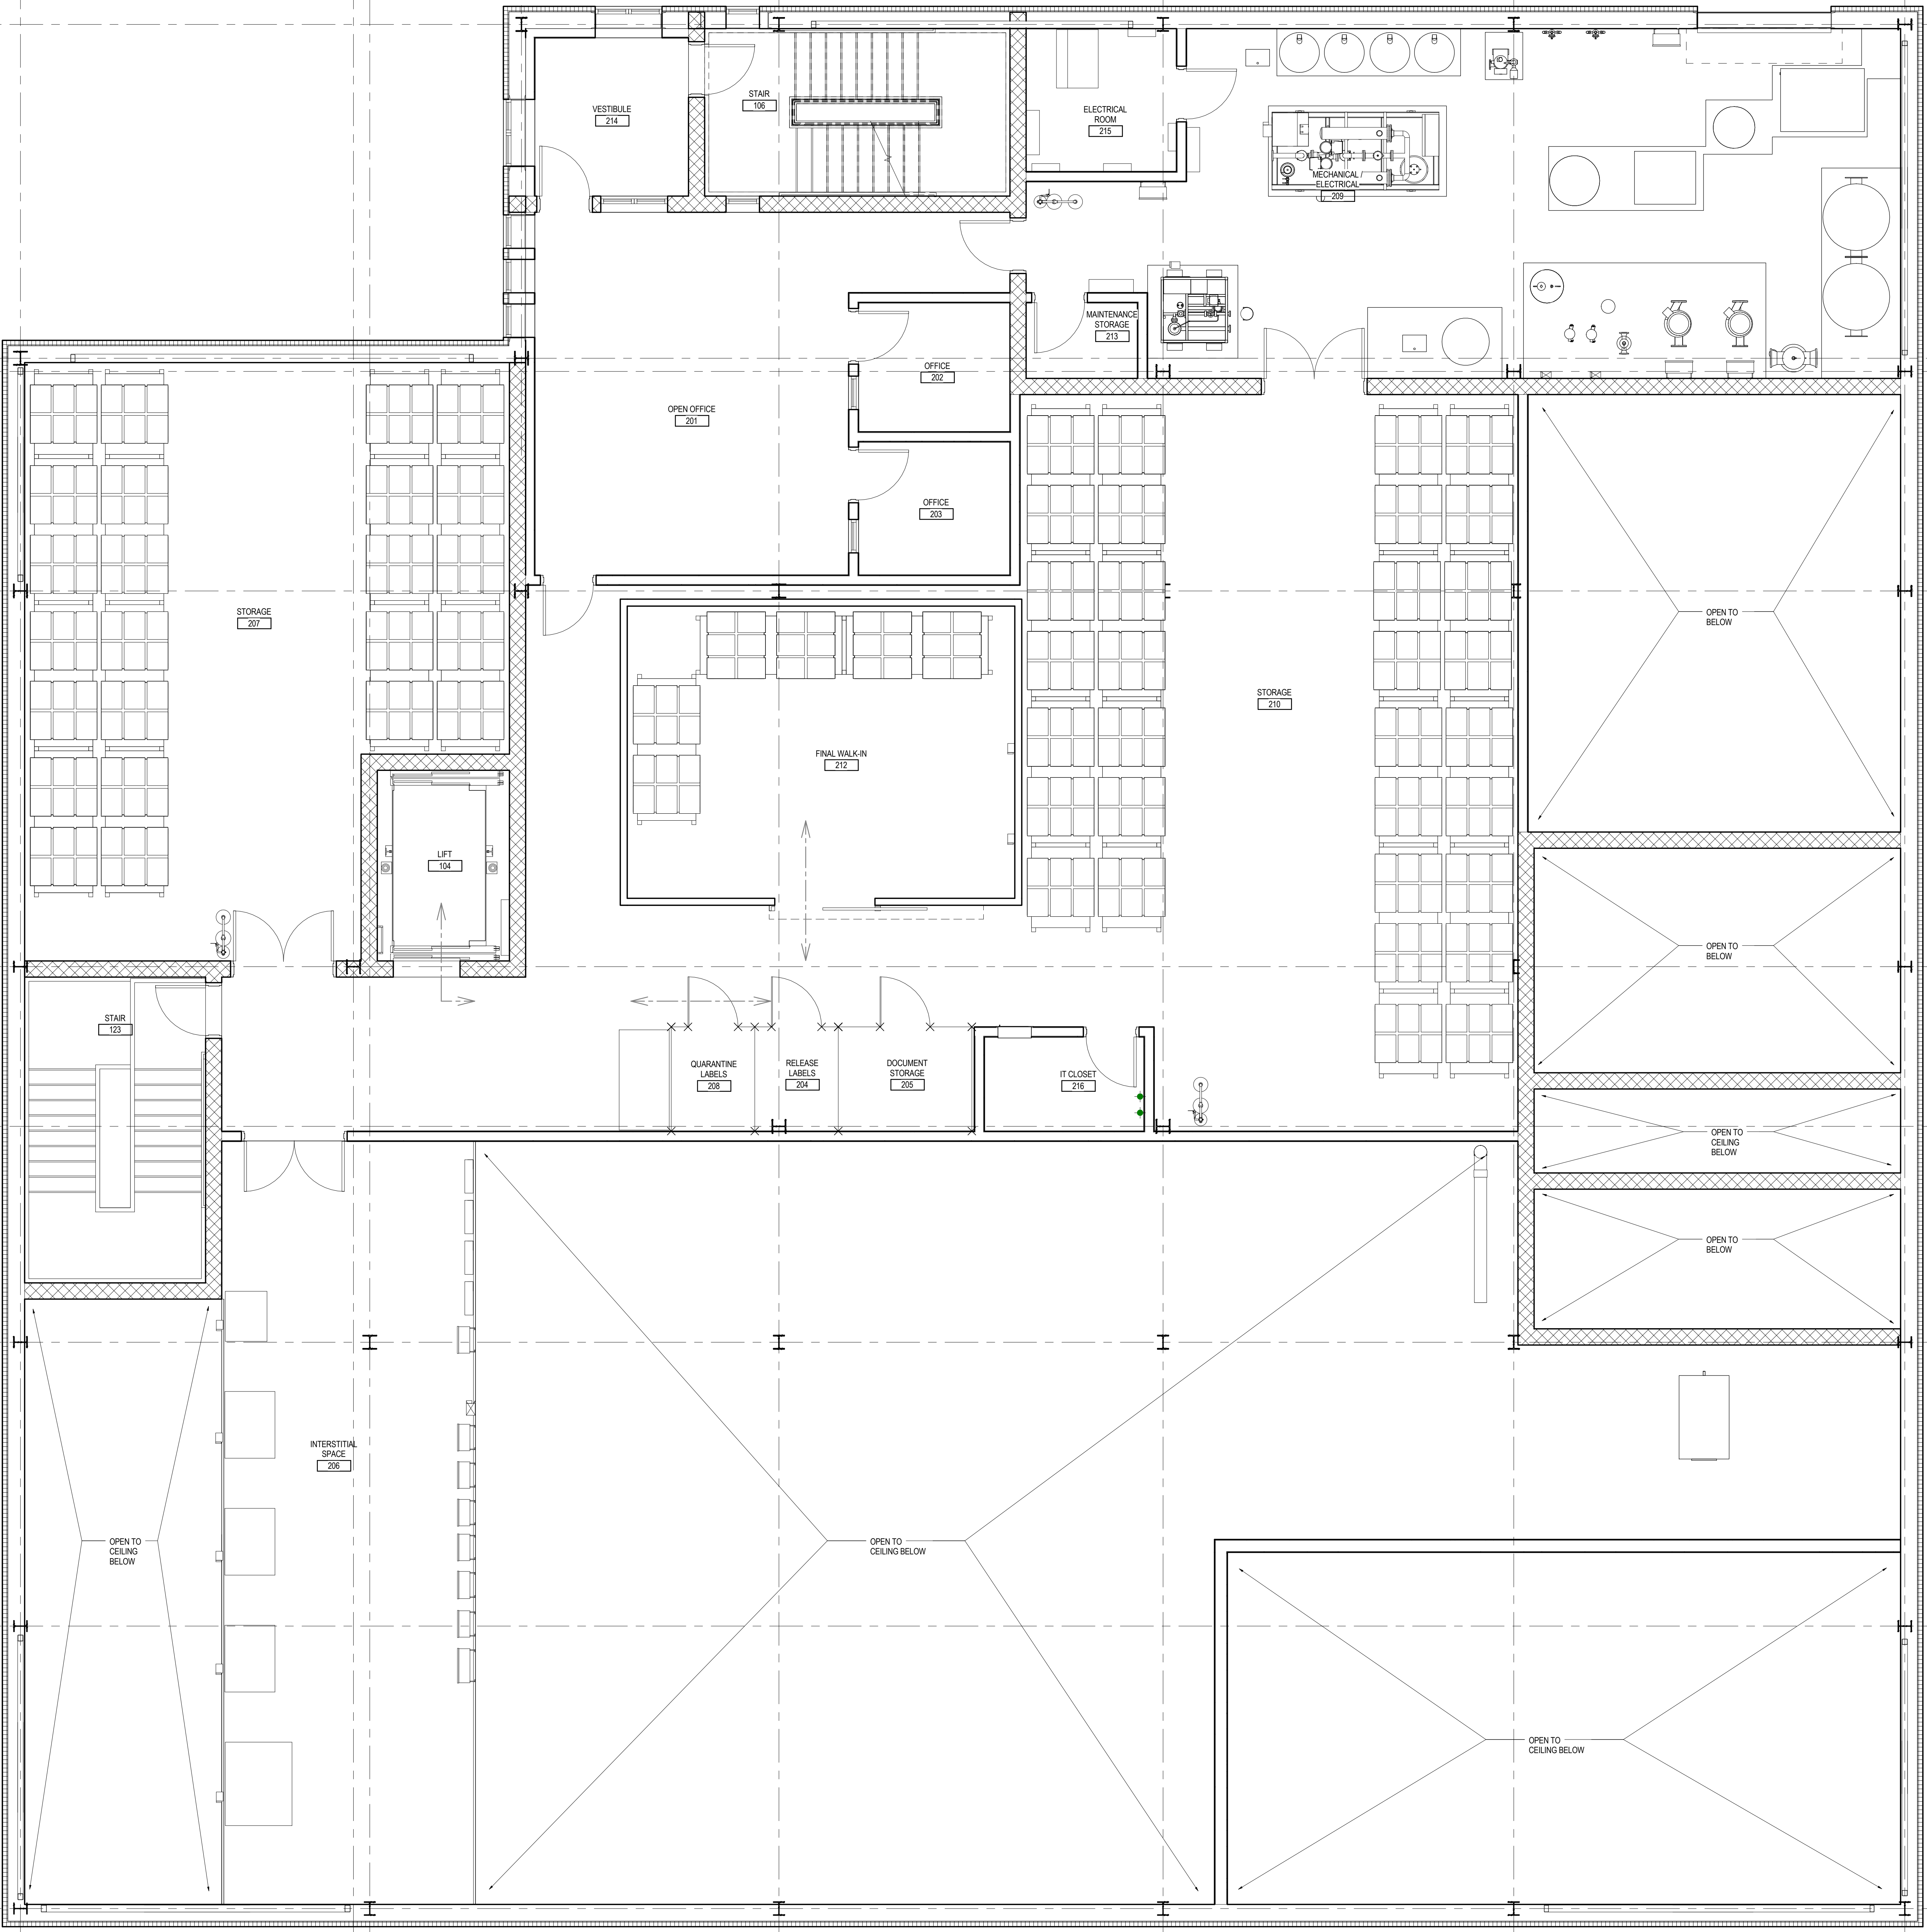 VESTIBULE
214
STAIR
106
ELECTRICAL
ROOM
215
MECHANICAL /
ELECTRICAL
209
MAINTENANCE
STORAGE
213
OFFICE
202
OPEN OFFICE
201
OFFICE
203
STORAGE
207
OPEN TO
BELOW
STORAGE
210
FINAL WALK-IN
212
LIFT
104
OPEN TO
BELOW
STAIR
123
QUARANTINE
LABELS
208
RELEASE
LABELS
204
DOCUMENT
STORAGE
205
IT CLOSET
216
OPEN TO
CEILING
BELOW
OPEN TO
BELOW
INTERSTITIAL
SPACE
206
OPEN TO
CEILING
BELOW
OPEN TO
CEILING BELOW
OPEN TO
CEILING BELOW